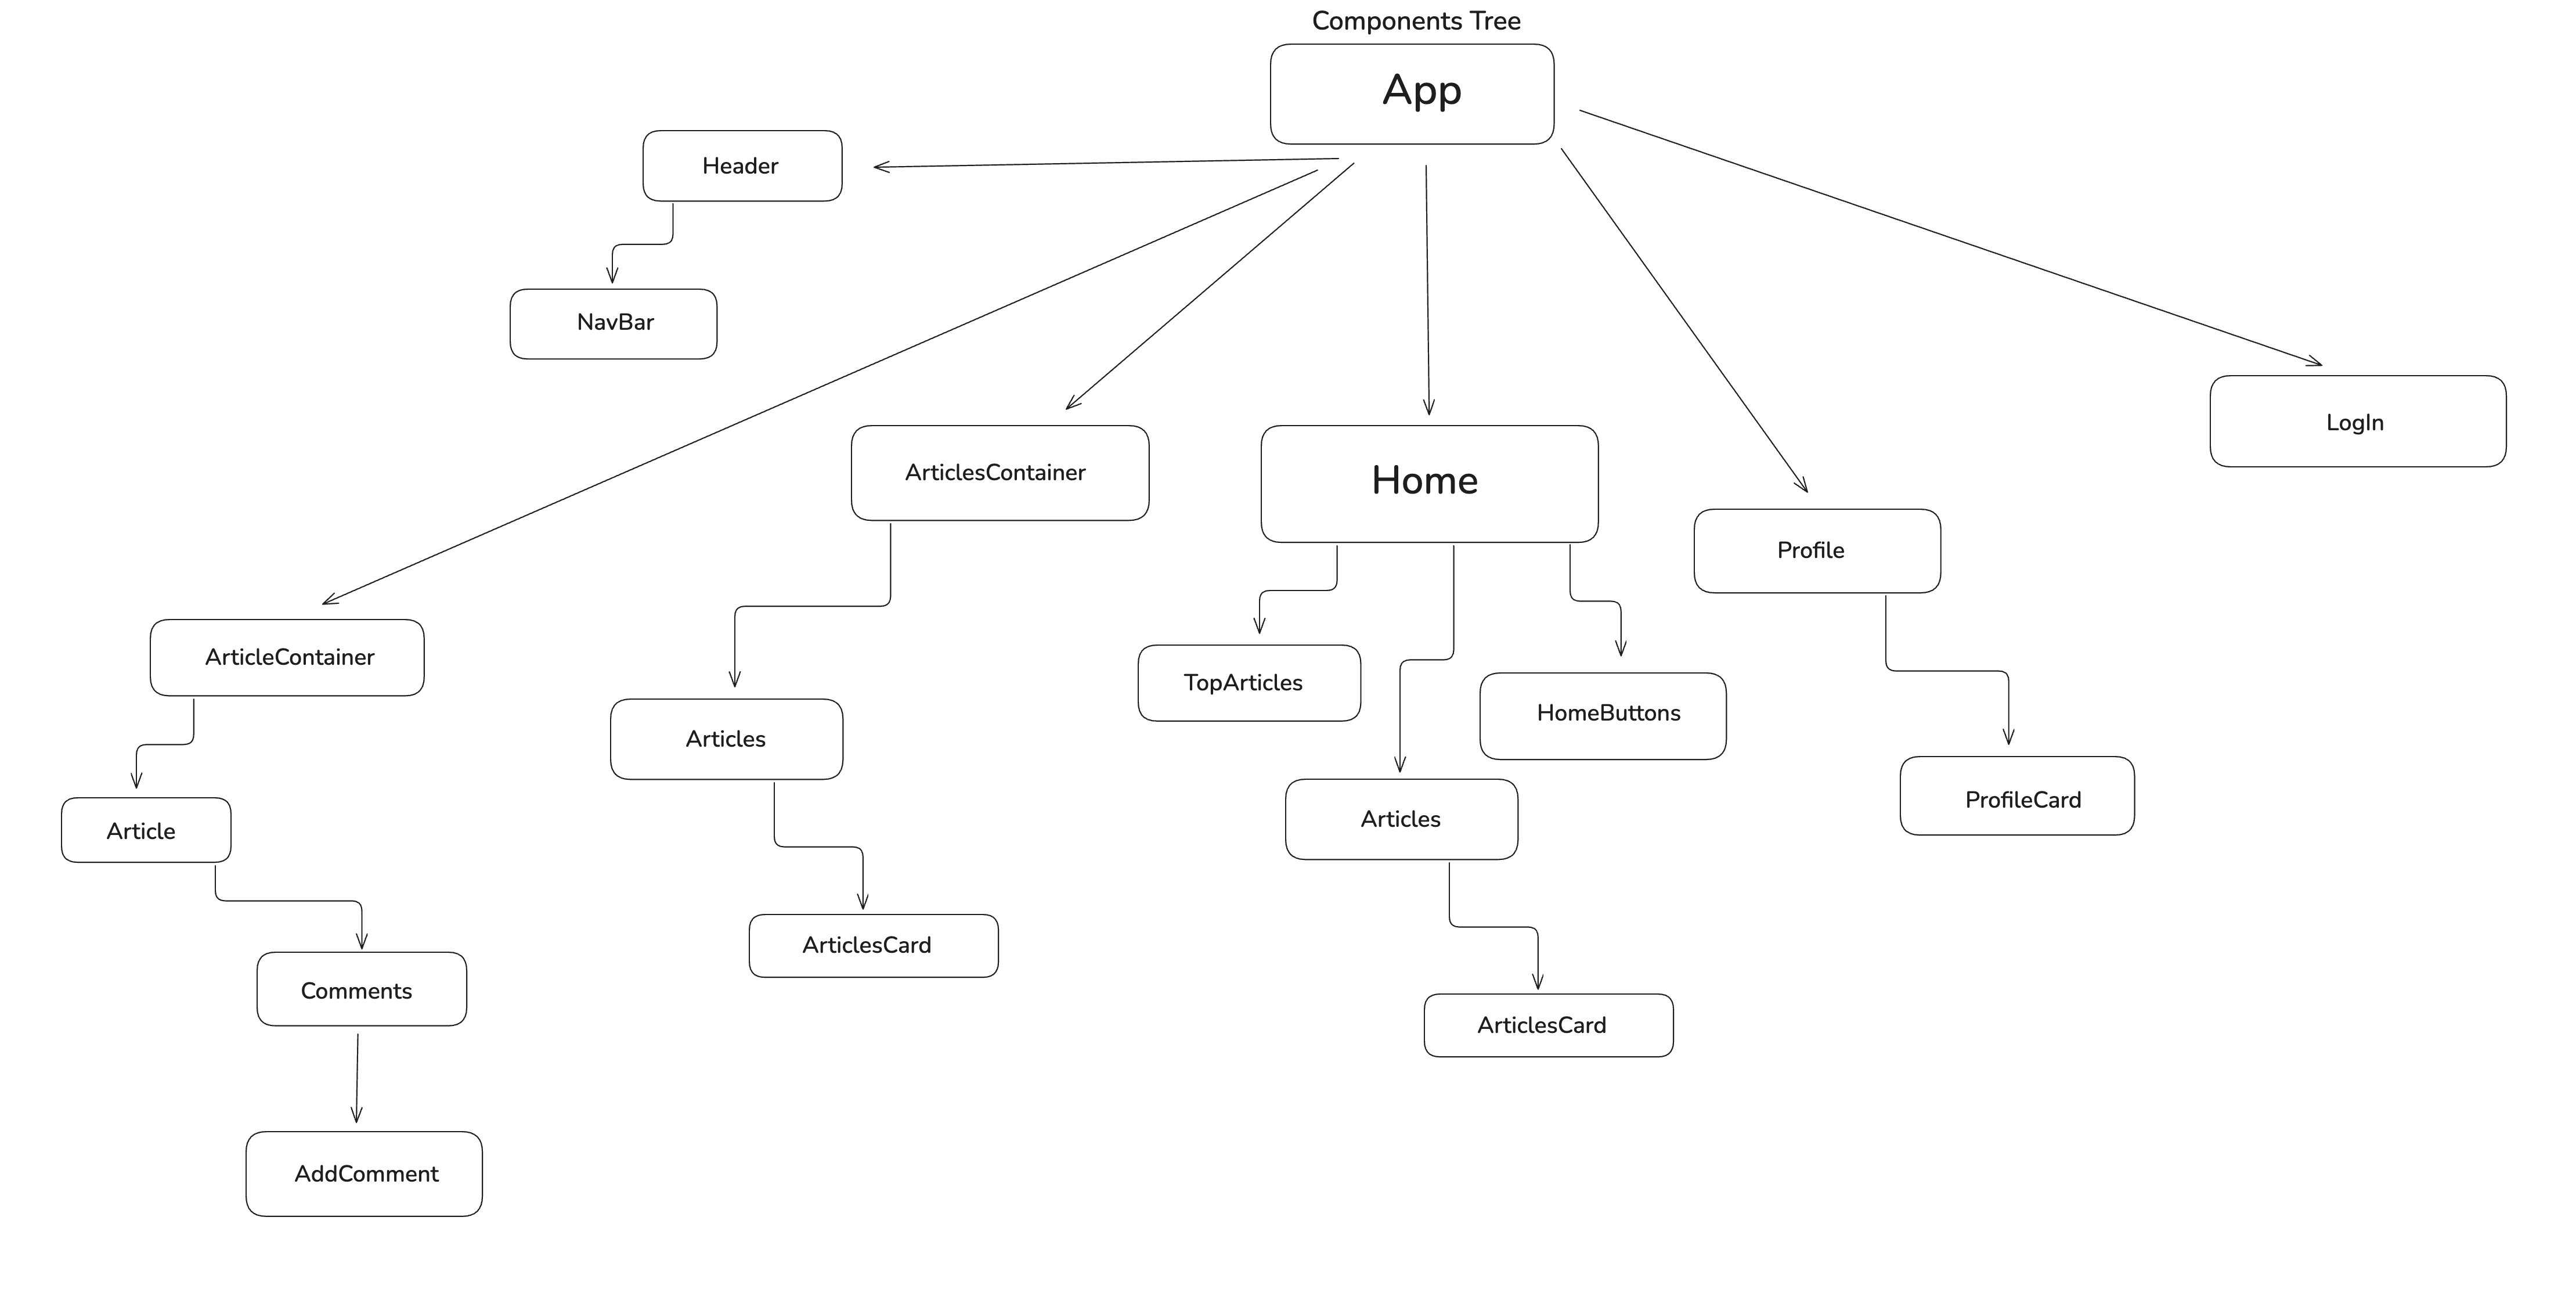 Components Tree
App
Header
NavBar
LogIn
ArticlesContainer
Home
Profile
ArticleContainer
TopArticles
HomeButtons
Articles
ProfileCard
Articles
Article
ArticlesCard
Comments
ArticlesCard
AddComment